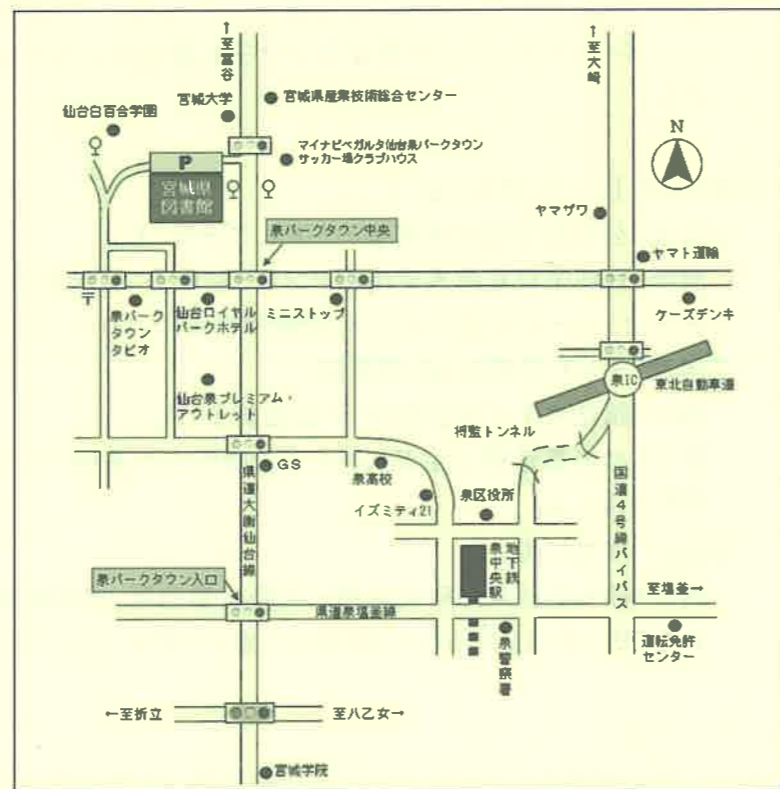 ↑至富谷
↑至大崎
宮城大学
宮城県産業技術総合センター
仙台白百合学園
マイナビベガルタ仙台泉パークタウン
サッカー場クラブハウス
P
宮城県
図書館
N
ヤマザワ
泉パークタウン中央
ヤマト運輸
〒
泉パーク
タウン
タピオ
仙台ロイヤル
パークホテル
ミニストップ
ケーズデンキ
泉IC
東北自動車道
仙台泉プレミアム・
アウトレット
将監トンネル
GS
泉高校
県道大衡仙台線
イズミティ21
泉区役所
国道4号線バイパス
地下鉄
泉中央駅
泉パークタウン入口
至塩釜→
県道泉塩釜線
泉警察署
運転免許
センター
←至折立
至八乙女→
宮城学院